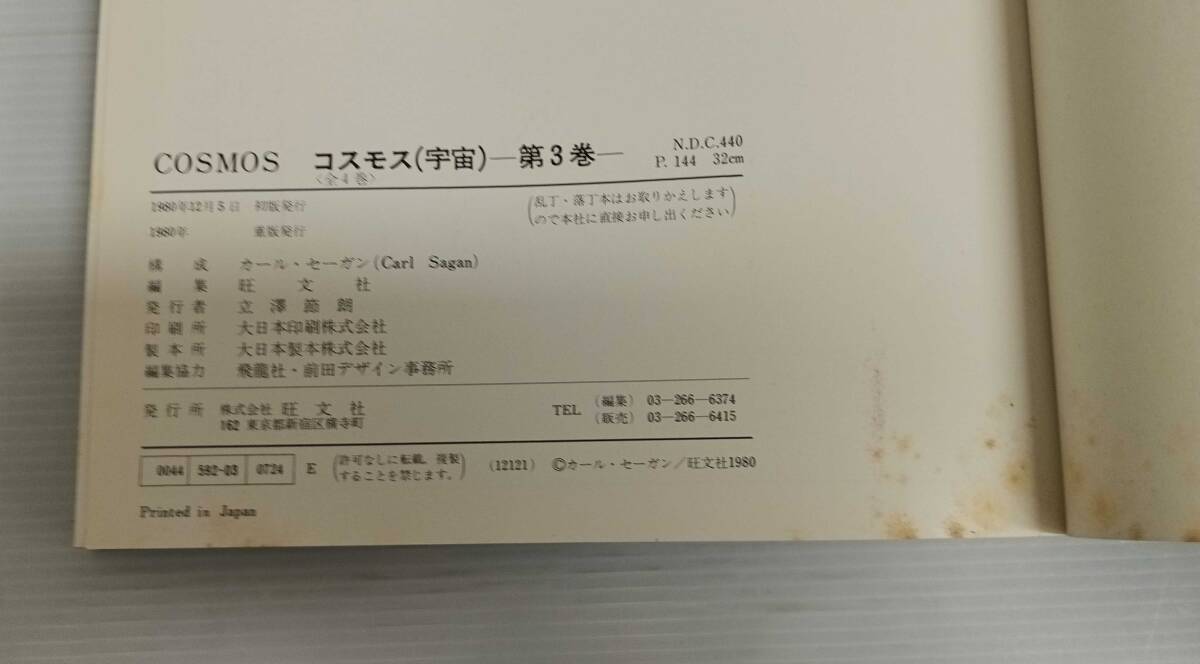 COSMOS コスモス(宇宙)―第3巻―
〈全4巻〉
N.D.C.440
P. 144 32cm
1980年12月5日 初版発行
1980年 重版発行
(乱丁・落丁本はお取りかえします
ので本社に直接お申し出ください)
構成 カール・セーガン(Carl Sagan)
編集 旺文社
発行者 立澤節朗
印刷所 大日本印刷株式会社
製本所 大日本製本株式会社
編集協力 飛龍社・前田デザイン事務所
発行所 株式会社 旺文社
162 東京都新宿区横寺町
TEL (編集) 03―266―6374
(販売) 03―266―6415
0044 592-03 0724 E (許可なしに転載、複製
することを禁じます。) (12121) ©カール・セーガン/旺文社1980
Printed in Japan